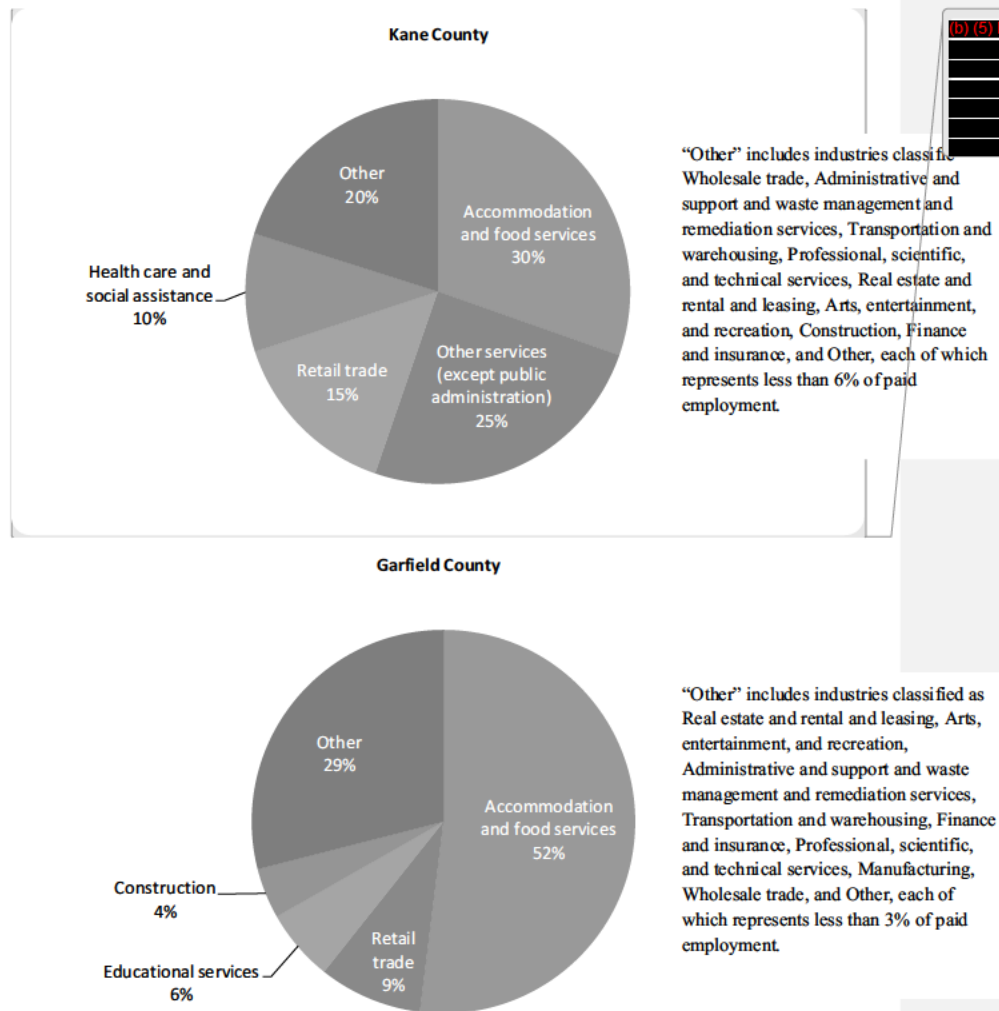 Kane County
(b) (5)
Other
20%
Accommodation
and food services
30%
Health care and
social assistance
10%
Retail trade
15%
Other services
(except public
administration)
25%
"Other" includes industries
Wholesale trade, Administrative and
support and waste management and
remediation services, Transportation and
warehousing, Professional, scientific,
and technical services, Real estate and
rental and leasing, Arts, entertainment,
and recreation, Construction, Finance
and insurance, and Other, each of which
represents less than 6% of paid
employment.
Garfield County
Other
29%
Accommodation
and food services
52%
Construction
4%
Educational services
6%
Retail
trade
9%
"Other" includes industries classified as
Real estate and rental and leasing, Arts,
entertainment, and recreation,
Administrative and support and waste
management and remediation services,
Transportation and warehousing, Finance
and insurance, Professional, scientific,
and technical services, Manufacturing,
Wholesale trade, and Other, each of
which represents less than 3% of paid
employment.